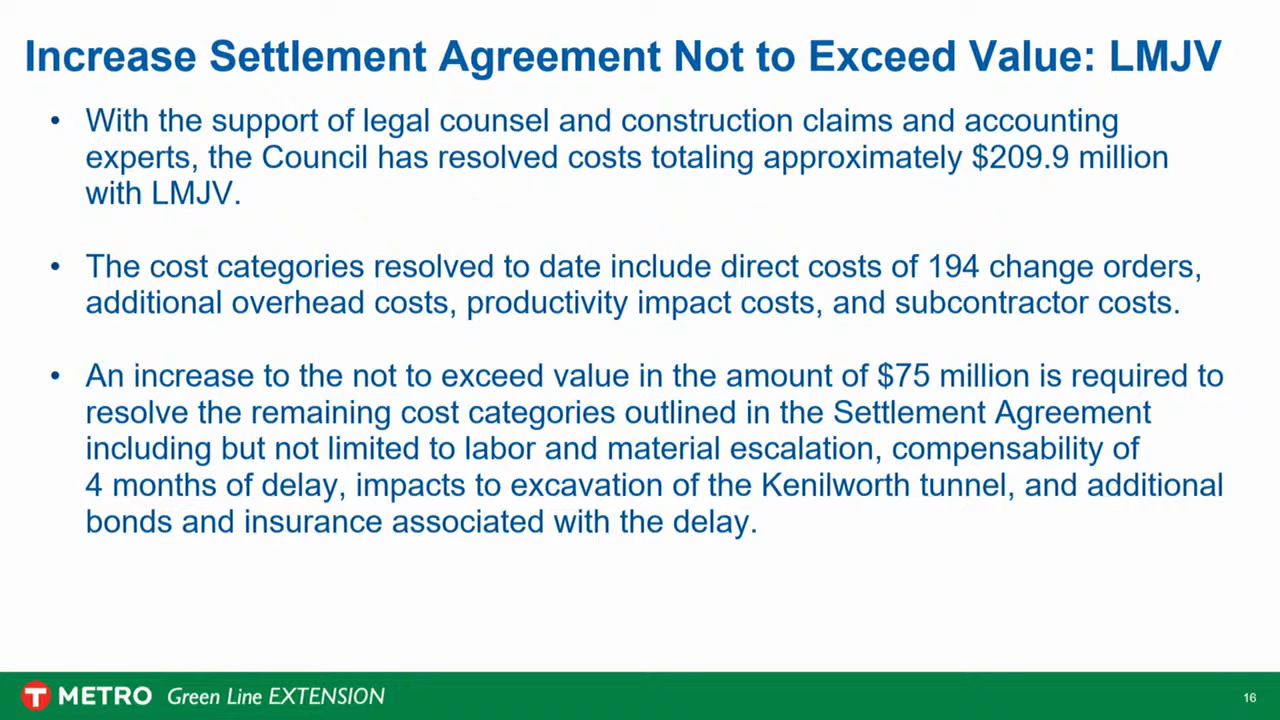 Increase Settlement Agreement Not to Exceed Value: LMJV
• With the support of legal counsel and construction claims and accounting
experts, the Council has resolved costs totaling approximately $209.9 million
with LMJV.
• The cost categories resolved to date include direct costs of 194 change orders,
additional overhead costs, productivity impact costs, and subcontractor costs.
• An increase to the not to exceed value in the amount of $75 million is required to
resolve the remaining cost categories outlined in the Settlement Agreement
including but not limited to labor and material escalation, compensability of
4 months of delay, impacts to excavation of the Kenilworth tunnel, and additional
bonds and insurance associated with the delay.
T METRO Green Line EXTENSION
16